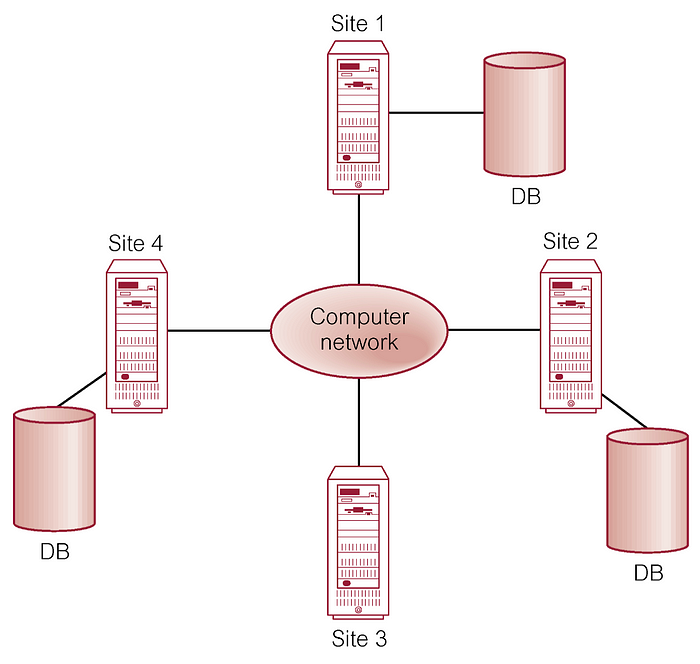 Site 1
DB
Site 4
Site 2
Computer
network
DB
DB
Site 3